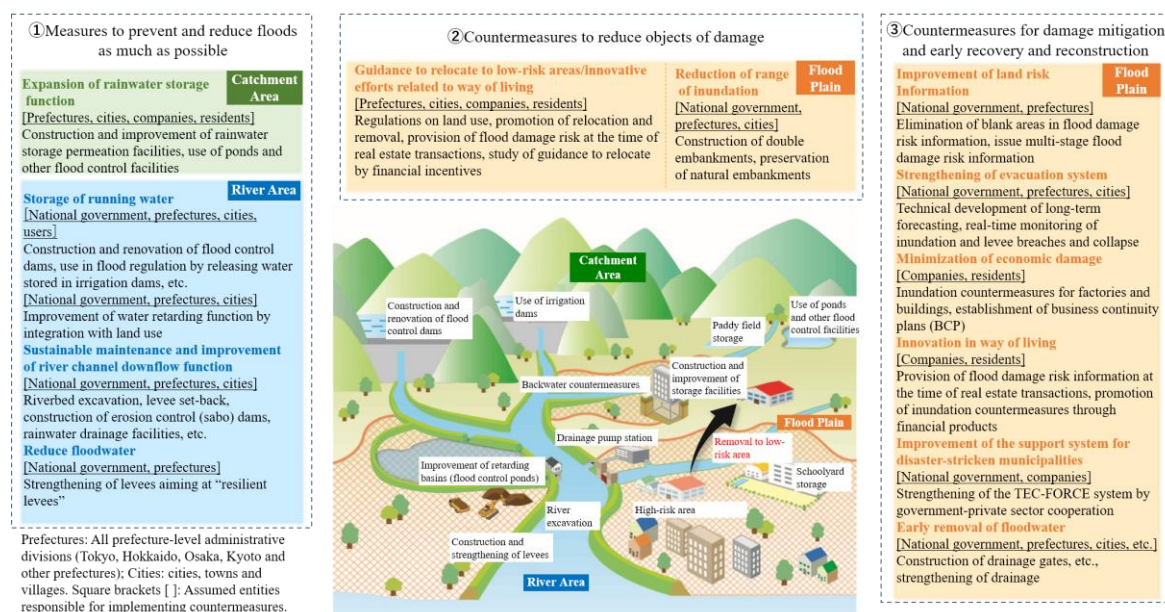 ①Measures to prevent and reduce floods
as much as possible
Expansion of rainwater storage
function
Catchment
Area
[Prefectures, cities, companies, residents]
Construction and improvement of rainwater
storage permeation facilities, use of ponds and
other flood control facilities
River Area
Storage of running water
[National government, prefectures, cities,
users]
Construction and renovation of flood control
dams, use in flood regulation by releasing water
stored in irrigation dams, etc.
[National government, prefectures, cities]
Improvement of water retarding function by
integration with land use
Sustainable maintenance and improvement
of river channel downflow function
[National government, prefectures, cities]
Riverbed excavation, levee set-back,
construction of erosion control (sabo) dams,
rainwater drainage facilities, etc.
Reduce floodwater
[National government, prefectures]
Strengthening of levees aiming at “resilient
levees”
Prefectures: All prefecture-level administrative
divisions (Tokyo, Hokkaido, Osaka, Kyoto and
other prefectures); Cities: cities, towns and
villages. Square brackets [ ]: Assumed entities
responsible for implementing countermeasures.
②Countermeasures to reduce objects of damage
Guidance to relocate to low-risk areas/innovative
efforts related to way of living
[Prefectures, cities, companies, residents]
Regulations on land use, promotion of relocation and
removal, provision of flood damage risk at the time of
real estate transactions, study of guidance to relocate
by financial incentives
Reduction of range
of inundation
Flood
Plain
[National government,
prefectures, cities]
Construction of double
embankments, preservation
of natural embankments
Catchment
Area
Construction and
renovation of flood
control dams
Use of irrigation
dams
Paddy field
storage
Use of ponds
and other flood
control facilities
Backwater countermeasures
Construction and
improvement of
storage facilities
Flood Plain
Drainage pump station
Removal to low-
risk area
Improvement of retarding
basins (flood control ponds)
Schoolyard
storage
River
excavation
High-risk area
Construction and
strengthening of levees
River Area
③Countermeasures for damage mitigation
and early recovery and reconstruction
Improvement of land risk
Information
Flood
Plain
[National government, prefectures]
Elimination of blank areas in flood damage
risk information, issue multi-stage flood
damage risk information
Strengthening of evacuation system
[National government, prefectures, cities]
Technical development of long-term
forecasting, real-time monitoring of
inundation and levee breaches and collapse
Minimization of economic damage
[Companies, residents]
Inundation countermeasures for factories and
buildings, establishment of business continuity
plans (BCP)
Innovation in way of living
[Companies, residents]
Provision of flood damage risk information at
the time of real estate transactions, promotion
of inundation countermeasures through
financial products
Improvement of the support system for
disaster-stricken municipalities
[National government, companies]
Strengthening of the TEC-FORCE system by
government-private sector cooperation
Early removal of floodwater
[National government, prefectures, cities, etc.]
Construction of drainage gates, etc.,
strengthening of drainage